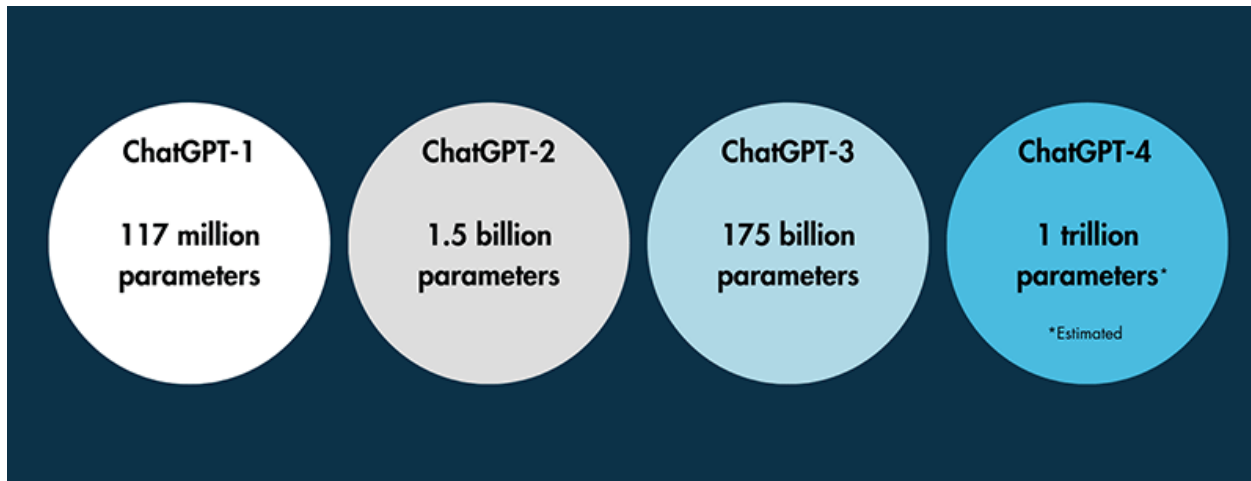 ChatGPT-1
117 million
parameters
ChatGPT-2
1.5 billion
parameters
ChatGPT-3
175 billion
parameters
ChatGPT-4
1 trillion
parameters*
*Estimated